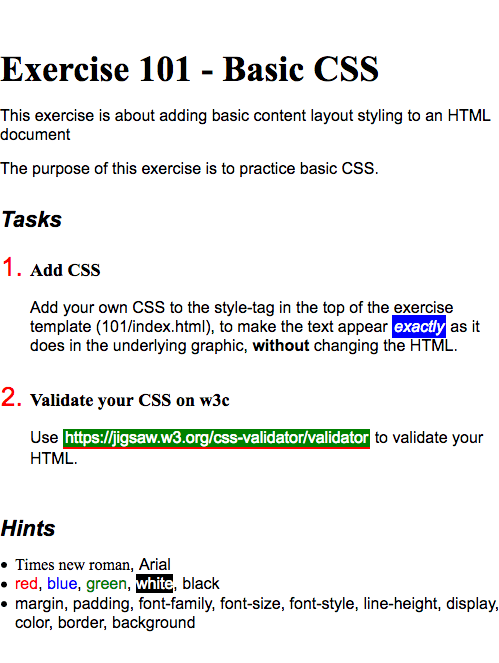 Exercise 101 - Basic CSS
This exercise is about adding basic content layout styling to an HTML
document
The purpose of this exercise is to practice basic CSS.
Tasks
1. Add CSS
Add your own CSS to the style-tag in the top of the exercise
template (101/index.html), to make the text appear exactly as it
does in the underlying graphic, without changing the HTML.
2. Validate your CSS on w3c
Use https://jigsaw.w3.org/css-validator/validator to validate your
HTML.
Hints
• Times new roman, Arial
• red, blue, green, white, black
• margin, padding, font-family, font-size, font-style, line-height, display,
color, border, background